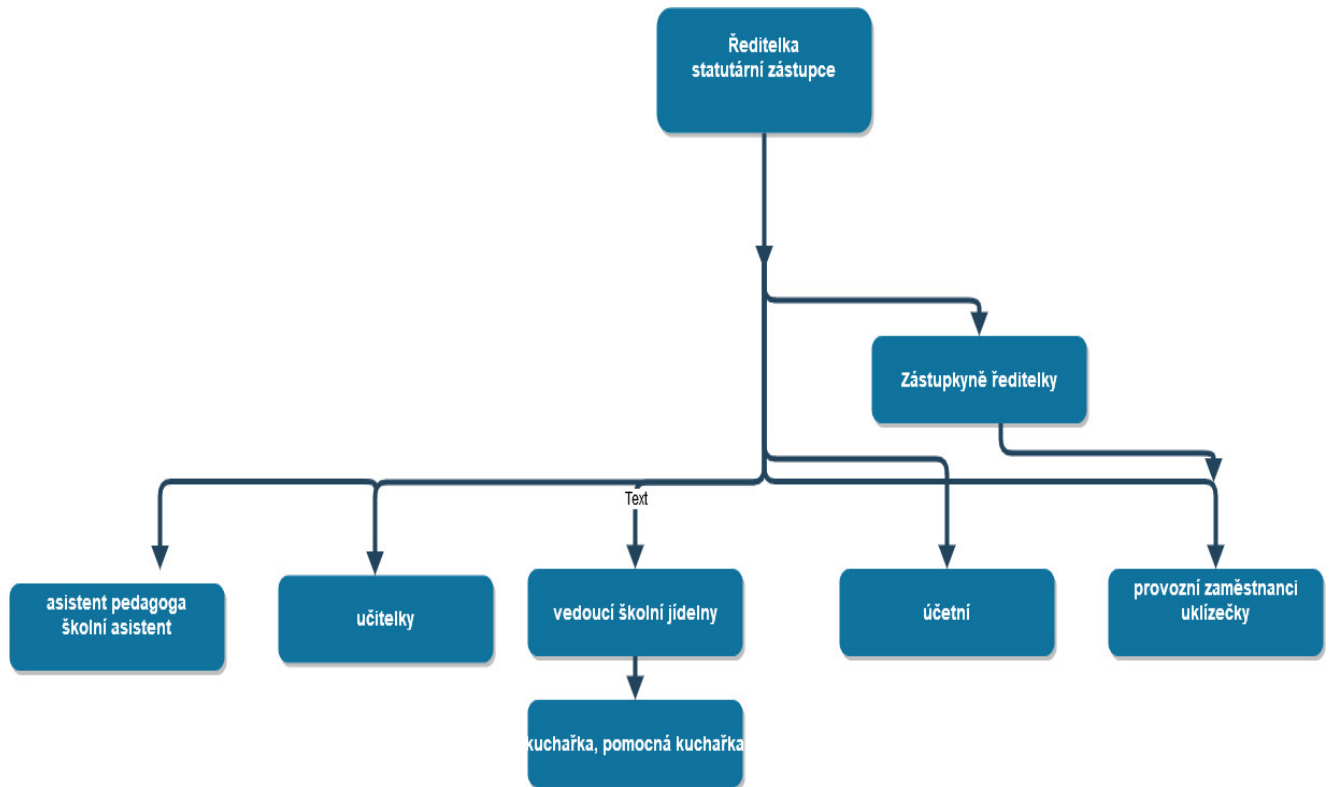 Ředitelka
statutární zástupce
Zástupkyně ředitelky
Text
asistent pedagoga
školní asistent
učitelky
vedoucí školní jídelny
účetní
provozní zaměstnanci
uklízečky
kuchařka, pomocná kuchařka